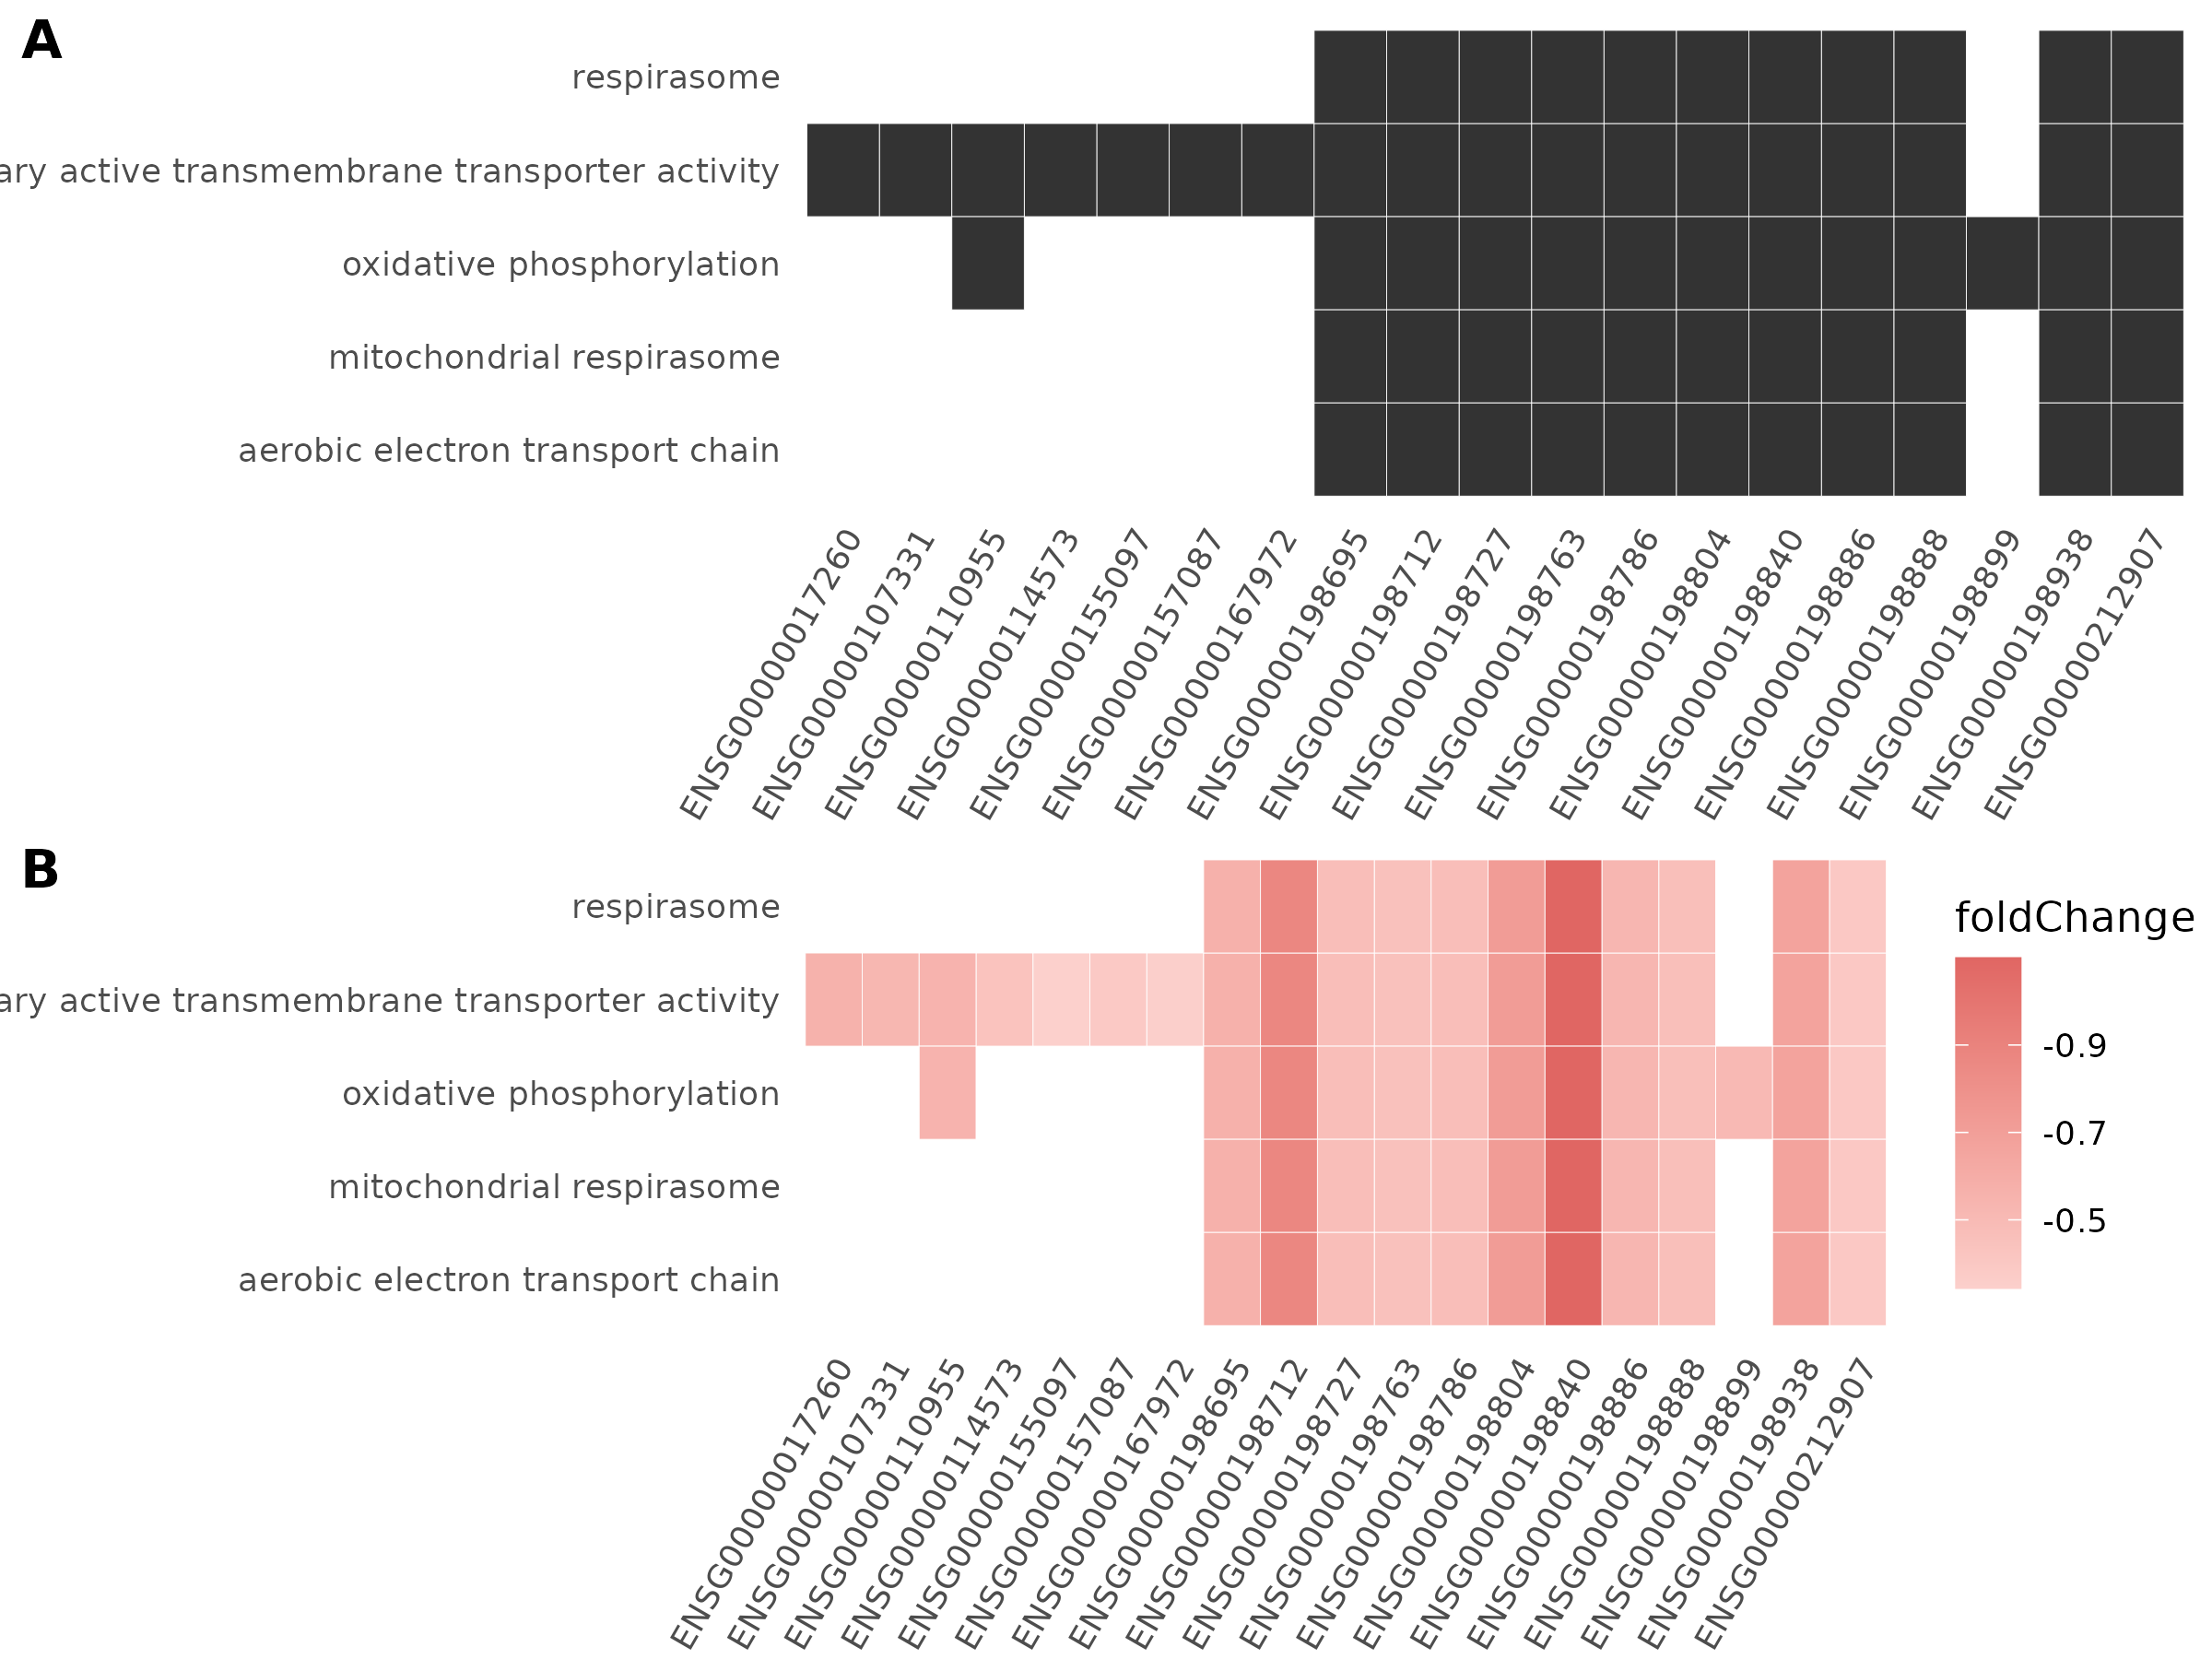 A
respirasome
ary active transmembrane transporter activity
oxidative phosphorylation
mitochondrial respirasome
aerobic electron transport chain
ENSG00000017260
ENSG00000107331
ENSG00000110955
ENSG00000114573
ENSG00000155097
ENSG00000157087
ENSG00000167972
ENSG00000198695
ENSG00000198712
ENSG00000198727
ENSG00000198763
ENSG00000198786
ENSG00000198804
ENSG00000198840
ENSG00000198886
ENSG00000198888
ENSG00000198899
ENSG00000198938
ENSG00000212907
B
respirasome
ary active transmembrane transporter activity
oxidative phosphorylation
mitochondrial respirasome
aerobic electron transport chain
ENSG00000017260
ENSG00000107331
ENSG00000110955
ENSG00000114573
ENSG00000155097
ENSG00000157087
ENSG00000167972
ENSG00000198695
ENSG00000198712
ENSG00000198727
ENSG00000198763
ENSG00000198786
ENSG00000198804
ENSG00000198840
ENSG00000198886
ENSG00000198888
ENSG00000198899
ENSG00000198938
ENSG00000212907
foldChange
-0.9
-0.7
-0.5